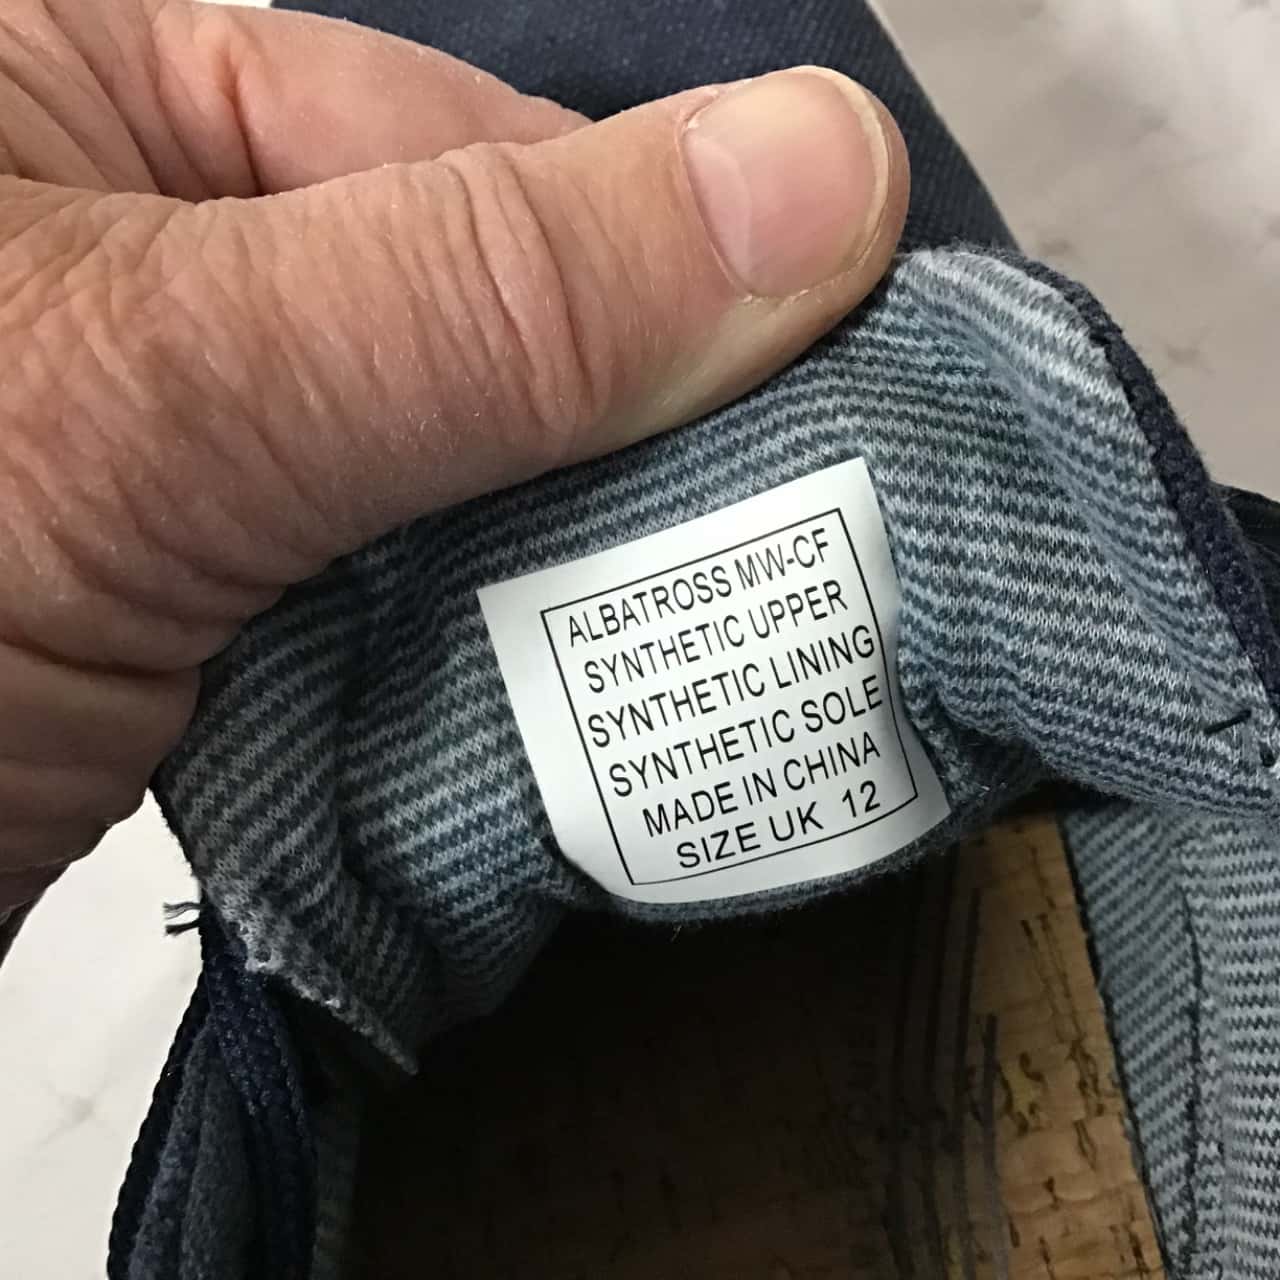 ALBATROSS MW-CF
SYNTHETIC UPPER
SYNTHETIC LINING
SYNTHETIC SOLE
MADE IN CHINA
SIZE UK 12